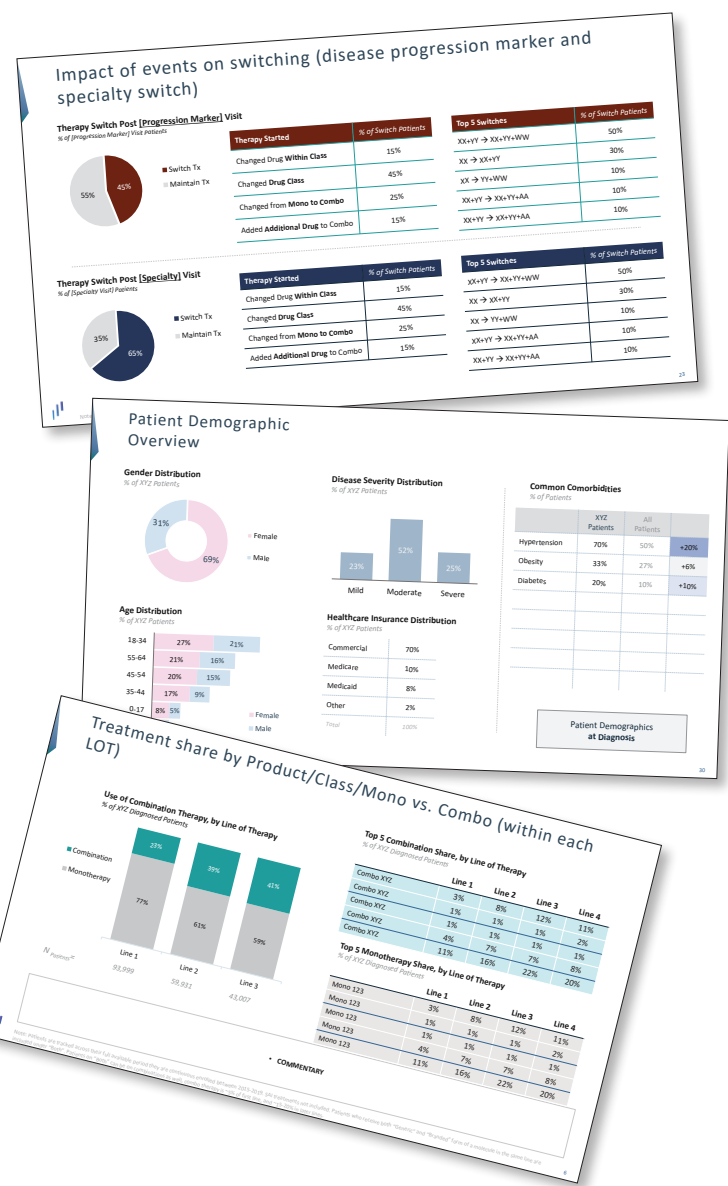 Impact of events on switching (disease progression marker and
specialty switch)
Therapy Switch Post [Progression Marker] Visit
% of [Progression Marker] Visit Patients
55%
45%
Switch Tx
Maintain Tx
Therapy Started % of Switch Patients
Changed Drug Within Class 15%
Changed Drug Class 45%
Changed from Mono to Combo 25%
Added Additional Drug to Combo 15%
Top 5 Switches % of Switch Patients
XX+YY → XX+YY+WW 50%
XX → XX+YY 30%
XX → YY+WW 10%
XX+YY → XX+YY+AA 10%
XX+YY → XX+YY+AA 10%
Therapy Switch Post [Specialty] Visit
% of [Specialty Visit] Patients
35%
65%
Switch Tx
Maintain Tx
Therapy Started % of Switch Patients
Changed Drug Within Class 15%
Changed Drug Class 45%
Changed from Mono to Combo 25%
Added Additional Drug to Combo 15%
Top 5 Switches % of Switch Patients
XX+YY → XX+YY+WW 50%
XX → XX+YY 30%
XX → YY+WW 10%
XX+YY → XX+YY+AA 10%
XX+YY → XX+YY+AA 10%
23
Patient Demographic
Overview
Gender Distribution
% of XYZ Patients
31%
69%
Female
Male
Disease Severity Distribution
% of XYZ Patients
23% 52% 25%
Mild Moderate Severe
Common Comorbidities
% of Patients
XYZ Patients All Patients
Hypertension 70% 50% +20%
Obesity 33% 27% +6%
Diabetes 20% 10% +10%
Age Distribution
% of XYZ Patients
18-34 27% 21%
55-64 21% 16%
45-54 20% 15%
35-44 17% 9%
0-17 8% 5%
Female
Male
Healthcare Insurance Distribution
% of XYZ Patients
Commercial 70%
Medicare 10%
Medicaid 8%
Other 2%
Total 100%
Patient Demographics
at Diagnosis
30
Treatment share by Product/Class/Mono vs. Combo (within each
LOT)
Use of Combination Therapy, by Line of Therapy
% of XYZ Diagnosed Patients
Combination
Monotherapy
23% 39% 41%
77% 61% 59%
Line 1 Line 2 Line 3
N Patients= 93,999 59,931 43,007
Top 5 Combination Share, by Line of Therapy
% of XYZ Diagnosed Patients
Line 1 Line 2 Line 3 Line 4
Combo XYZ 3% 8% 12% 11%
Combo XYZ 1% 1% 1% 2%
Combo XYZ 1% 1% 1% 1%
Combo XYZ 4% 7% 7% 8%
Combo XYZ 11% 16% 22% 20%
Top 5 Monotherapy Share, by Line of Therapy
% of XYZ Diagnosed Patients
Line 1 Line 2 Line 3 Line 4
Mono 123 3% 8% 12% 11%
Mono 123 1% 1% 1% 2%
Mono 123 1% 1% 1% 1%
Mono 123 4% 7% 7% 8%
Mono 123 11% 16% 22% 20%
• COMMENTARY